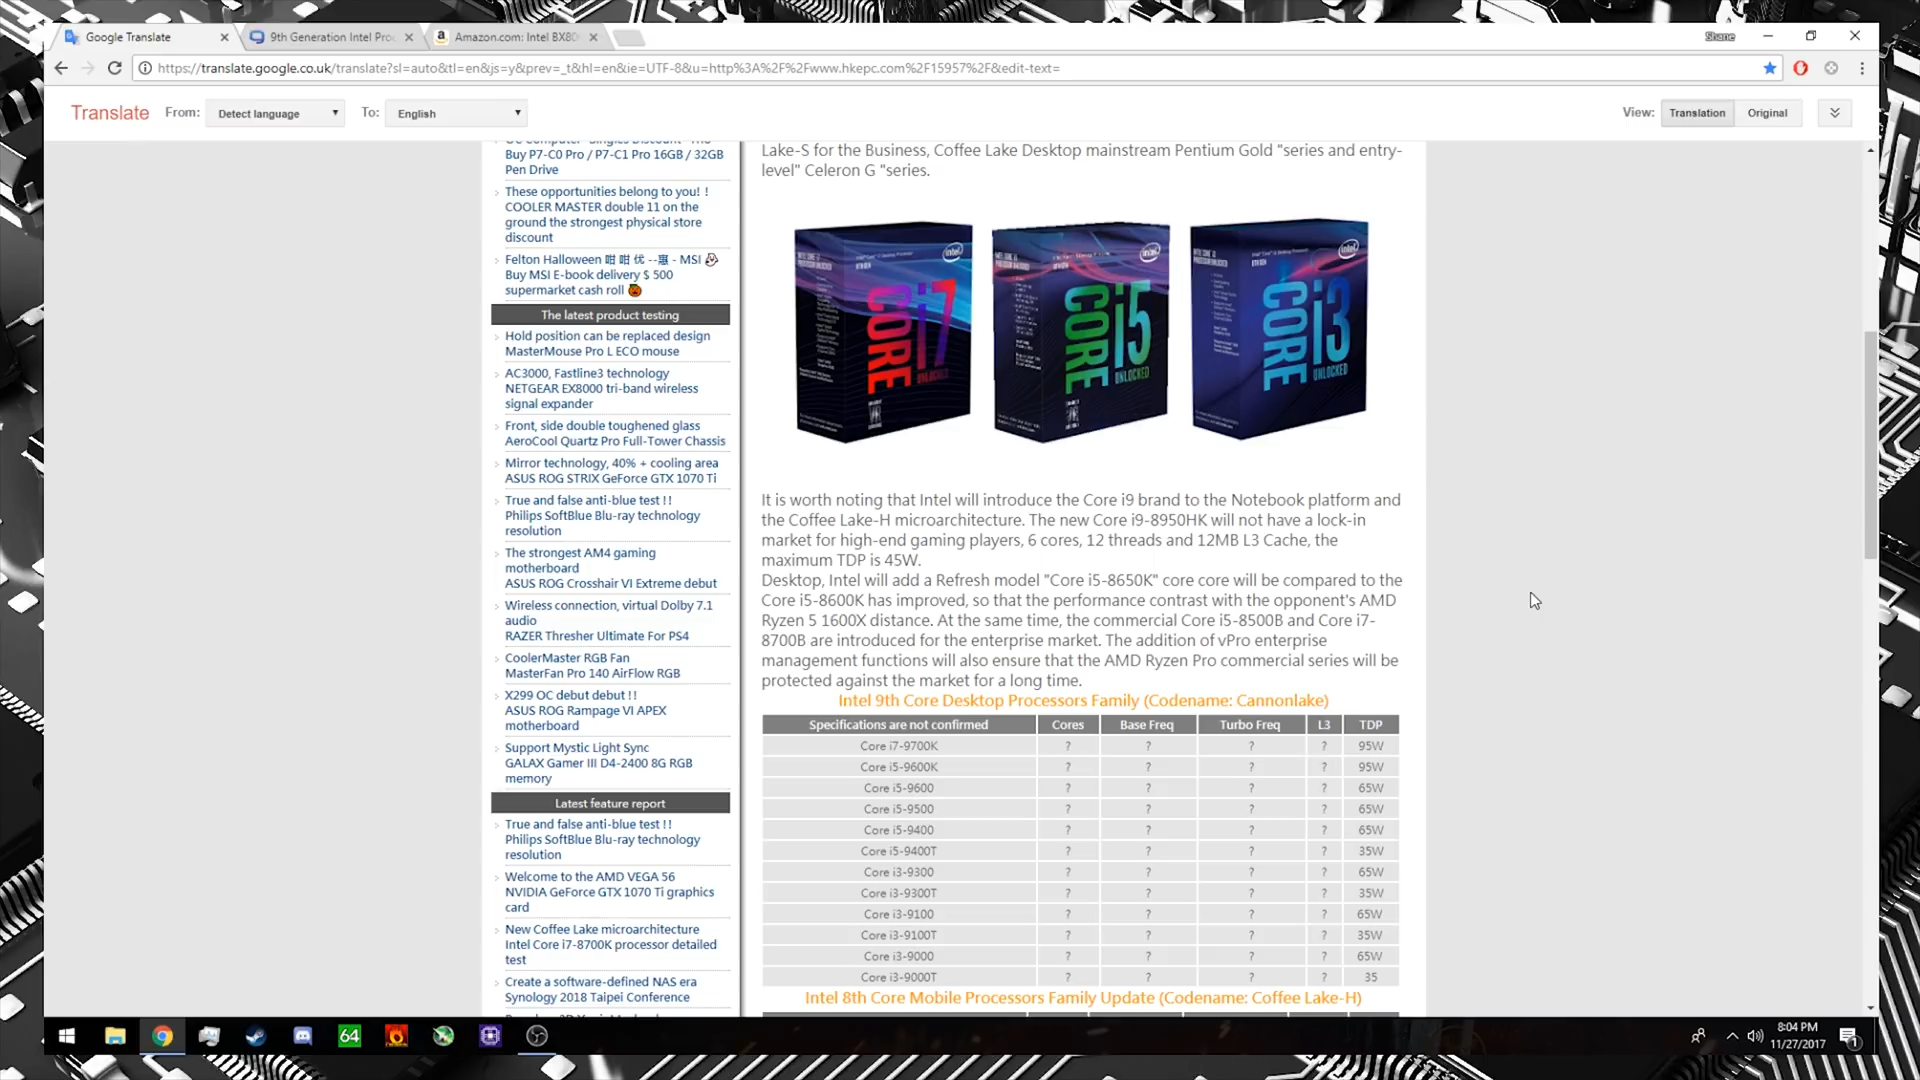 Google Translate
9th Generation Intel Proc
Amazon.com: Intel BX80
Shane
https://translate.google.co.uk/translate?sl=auto&tl=en&js=y&prev=_t&hl=en&ie=UTF-8&u=http%3A%2F%2Fwww.hkepc.com%2F15957%2F&edit-text=
Translate From: Detect language To: English View: Translation Original
Buy P7-C0 Pro / P7-C1 Pro 16GB / 32GB
Pen Drive
These opportunities belong to you! !
COOLER MASTER double 11 on the
ground the strongest physical store
discount
Felton Halloween 咁 咁 优 --惠 - MSI
Buy MSI E-book delivery $ 500
supermarket cash roll
The latest product testing
Hold position can be replaced design
MasterMouse Pro L ECO mouse
AC3000, Fastline3 technology
NETGEAR EX8000 tri-band wireless
signal expander
Front, side double toughened glass
AeroCool Quartz Pro Full-Tower Chassis
Mirror technology, 40% + cooling area
ASUS ROG STRIX GeForce GTX 1070 Ti
True and false anti-blue test ! !
Philips SoftBlue Blu-ray technology
resolution
The strongest AM4 gaming
motherboard
ASUS ROG Crosshair VI Extreme debut
Wireless connection, virtual Dolby 7.1
audio
RAZER Thresher Ultimate For PS4
CoolerMaster RGB Fan
MasterFan Pro 140 AirFlow RGB
X299 OC debut debut ! !
ASUS ROG Rampage VI APEX
motherboard
Support Mystic Light Sync
GALAX Gamer III D4-2400 8G RGB
memory
Latest feature report
True and false anti-blue test ! !
Philips SoftBlue Blu-ray technology
resolution
Welcome to the AMD VEGA 56
NVIDIA GeForce GTX 1070 Ti graphics
card
New Coffee Lake microarchitecture
Intel Core i7-8700K processor detailed
test
Create a software-defined NAS era
Synology 2018 Taipei Conference
Lake-S for the Business, Coffee Lake Desktop mainstream Pentium Gold "series and entry-
level" Celeron G "series.
intel CORE i7 UNLOCKED
intel CORE i5 UNLOCKED
intel CORE i3 UNLOCKED
It is worth noting that Intel will introduce the Core i9 brand to the Notebook platform and
the Coffee Lake-H microarchitecture. The new Core i9-8950HK will not have a lock-in
market for high-end gaming players, 6 cores, 12 threads and 12MB L3 Cache, the
maximum TDP is 45W.
Desktop, Intel will add a Refresh model "Core i5-8650K" core core will be compared to the
Core i5-8600K has improved, so that the performance contrast with the opponent's AMD
Ryzen 5 1600X distance. At the same time, the commercial Core i5-8500B and Core i7-
8700B are introduced for the enterprise market. The addition of vPro enterprise
management functions will also ensure that the AMD Ryzen Pro commercial series will be
protected against the market for a long time.
Intel 9th Core Desktop Processors Family (Codename: Cannonlake)
Specifications are not confirmed Cores Base Freq Turbo Freq L3 TDP
Core i7-9700K ? ? ? ? 95W
Core i5-9600K ? ? ? ? 95W
Core i5-9600 ? ? ? ? 65W
Core i5-9500 ? ? ? ? 65W
Core i5-9400 ? ? ? ? 65W
Core i5-9400T ? ? ? ? 35W
Core i3-9300 ? ? ? ? 65W
Core i3-9300T ? ? ? ? 35W
Core i3-9100 ? ? ? ? 65W
Core i3-9100T ? ? ? ? 35W
Core i3-9000 ? ? ? ? 65W
Core i3-9000T ? ? ? ? 35
Intel 8th Core Mobile Processors Family Update (Codename: Coffee Lake-H)
64
8:04 PM
11/27/2017
1